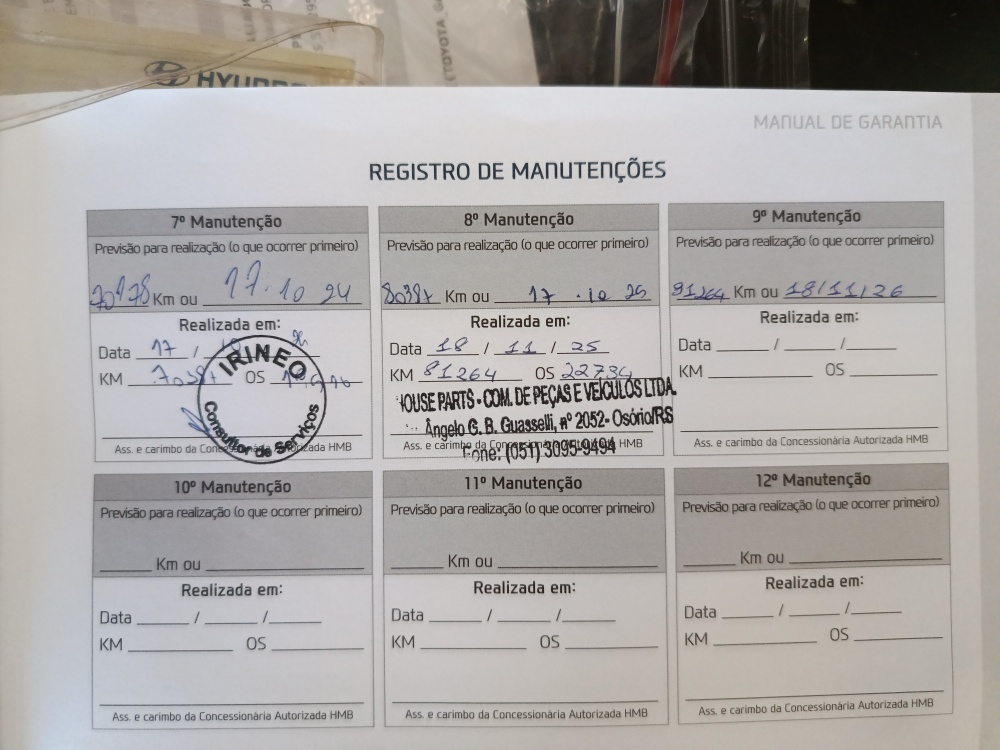 HYUNDAI
MANUAL DE GARANTIA
REGISTRO DE MANUTENÇÕES
7º Manutenção
Previsão para realização (o que ocorrer primeiro)
70178 Km ou 17.10 24
Realizada em:
Data 17 /
KM OS
IRINEO
Consultor de Serviços
Ass. e carimbo da Concessionária Autorizada HMB
8º Manutenção
Previsão para realização (o que ocorrer primeiro)
Km ou 17 . 10 25
Realizada em:
Data 18 / 11 / 25
KM 81264 OS 22734
HOUSE PARTS - COM. DE PEÇAS E VEÍCULOS LTDA.
Ângelo G. B. Guasselli, nº 2052- Osório/RS
Ass. e carimbo da Concessionária Autorizada HMB
Fone: (051) 3095-9494
9º Manutenção
Previsão para realização (o que ocorrer primeiro)
91264 Km ou 18/11/26
Realizada em:
Data / /
KM OS
Ass. e carimbo da Concessionária Autorizada HMB
10º Manutenção
Previsão para realização (o que ocorrer primeiro)
Km ou
Realizada em:
Data / /
KM OS
Ass. e carimbo da Concessionária Autorizada HMB
11º Manutenção
Previsão para realização (o que ocorrer primeiro)
Km ou
Realizada em:
Data / /
KM OS
Ass. e carimbo da Concessionária Autorizada HMB
12º Manutenção
Previsão para realização (o que ocorrer primeiro)
Km ou
Realizada em:
Data / /
KM OS
Ass. e carimbo da Concessionária Autorizada HMB